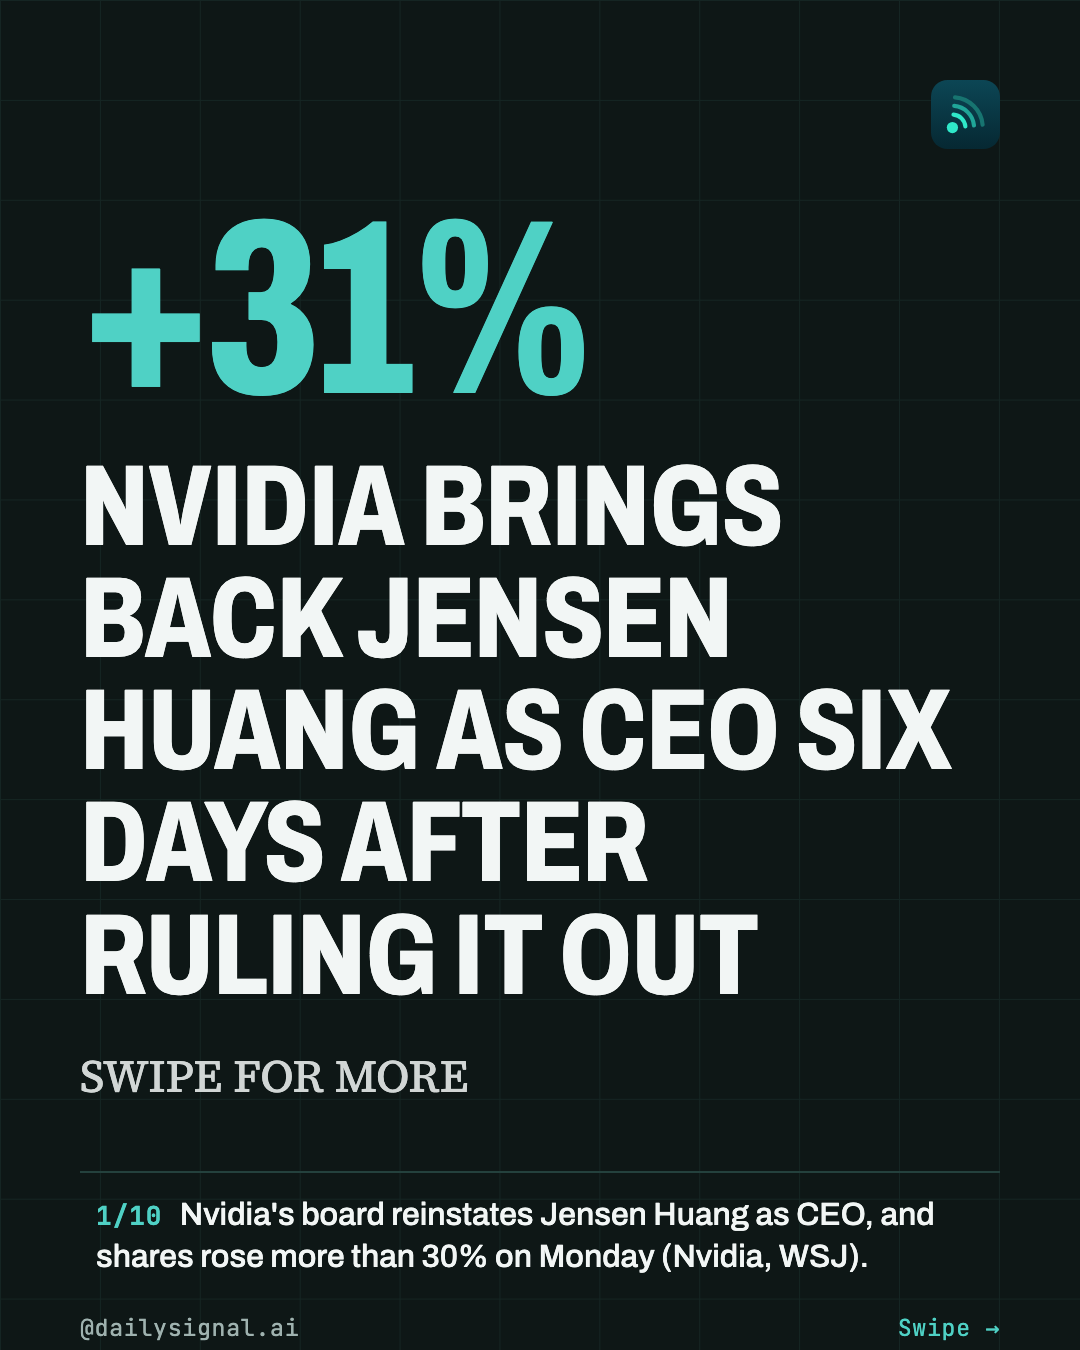 +31%
NVIDIA BRINGS
BACK JENSEN
HUANG AS CEO SIX
DAYS AFTER
RULING IT OUT
SWIPE FOR MORE
1/10 Nvidia's board reinstates Jensen Huang as CEO, and
shares rose more than 30% on Monday (Nvidia, WSJ).
@dailysignal.ai
Swipe →